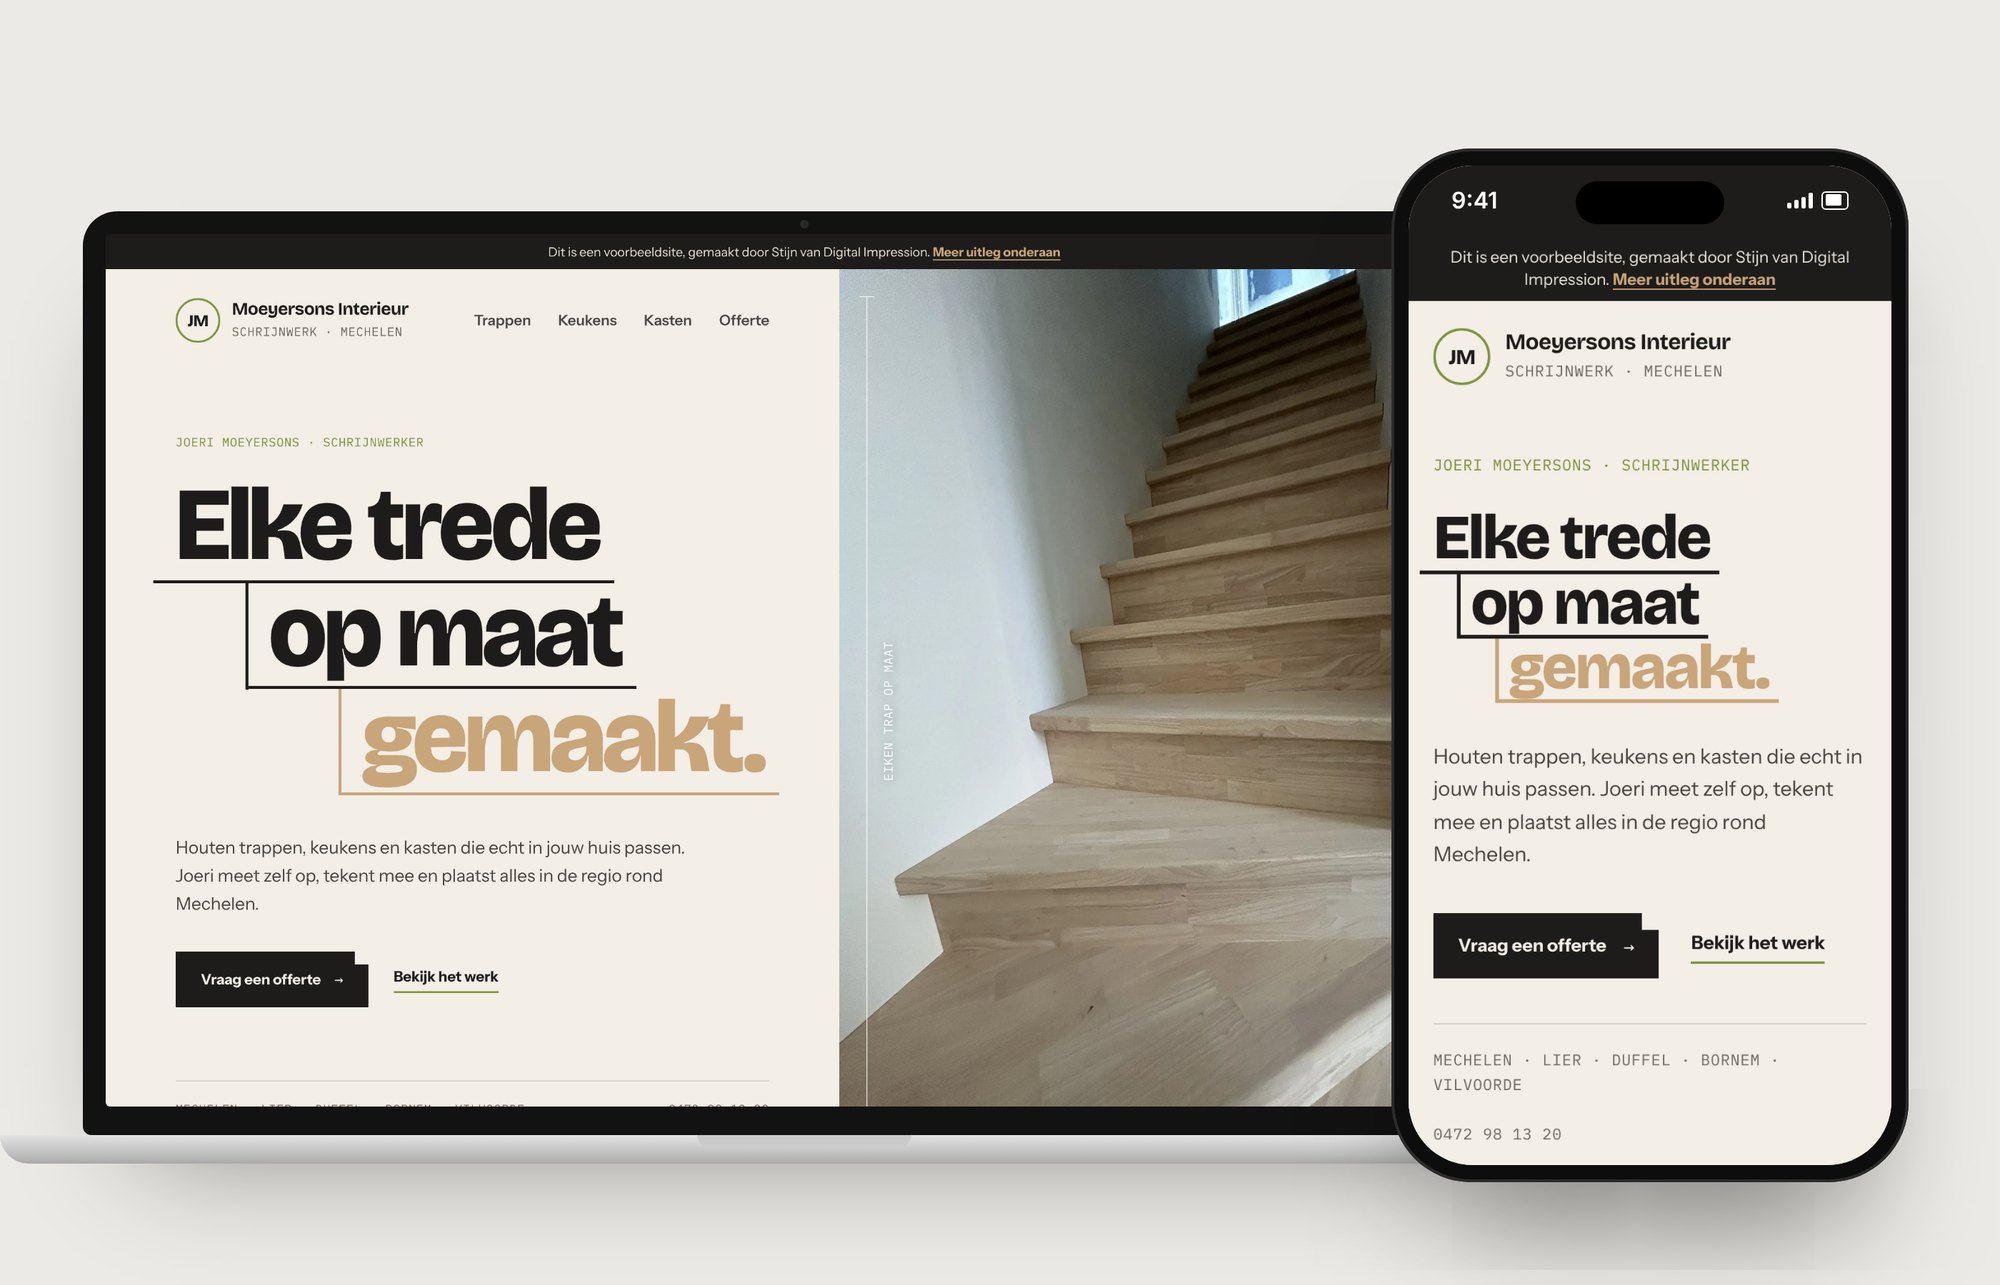 Dit is een voorbeeldsite, gemaakt door Stijn van Digital Impression. Meer uitleg onderaan
JM
Moeyersons Interieur
SCHRIJNWERK · MECHELEN
Trappen
Keukens
Kasten
Offerte
JOERI MOEYERSONS · SCHRIJNWERKER
Elke trede
op maat
gemaakt.
Houten trappen, keukens en kasten die echt in jouw huis passen.
Joeri meet zelf op, tekent mee en plaatst alles in de regio rond
Mechelen.
Vraag een offerte →
Bekijk het werk
EIKEN TRAP OP MAAT
9:41
Dit is een voorbeeldsite, gemaakt door Stijn van Digital
Impression. Meer uitleg onderaan
JM
Moeyersons Interieur
SCHRIJNWERK · MECHELEN
JOERI MOEYERSONS · SCHRIJNWERKER
Elke trede
op maat
gemaakt.
Houten trappen, keukens en kasten die echt in
jouw huis passen. Joeri meet zelf op, tekent
mee en plaatst alles in de regio rond
Mechelen.
Vraag een offerte →
Bekijk het werk
MECHELEN · LIER · DUFFEL · BORNEM ·
VILVOORDE
0472 98 13 20